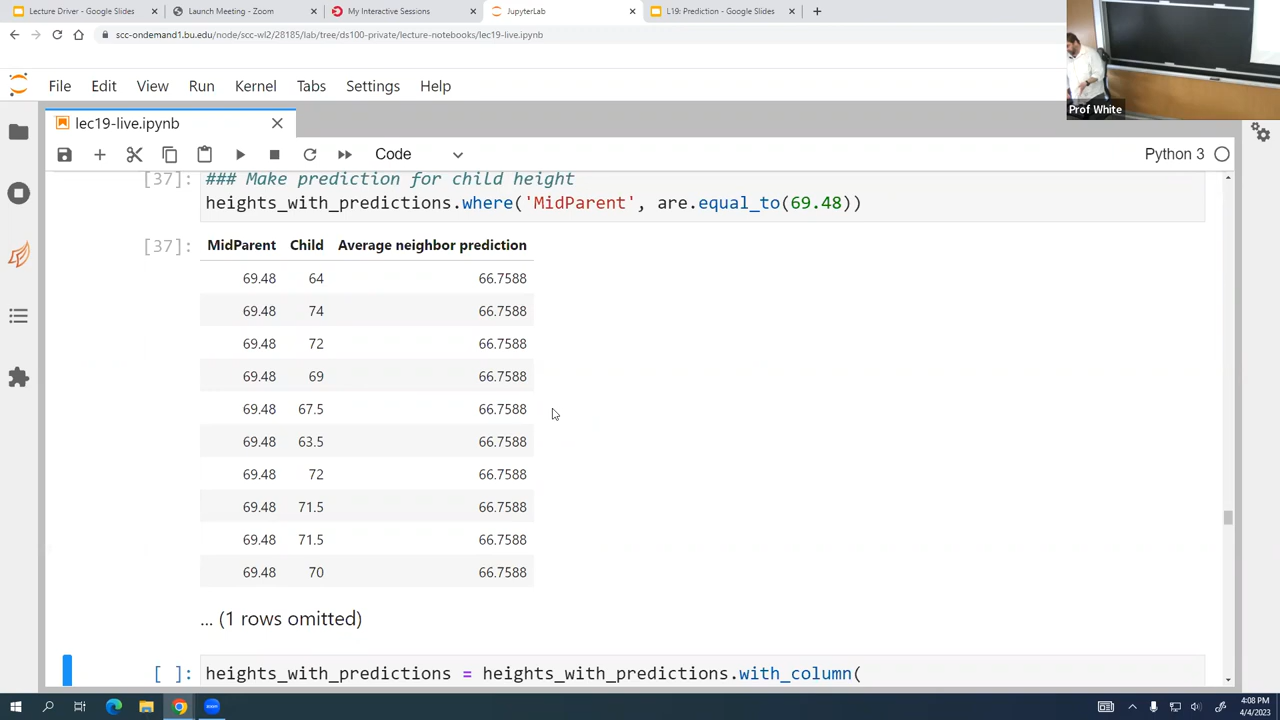 Lecture Driver - Google Slides
Launch Meeting - Zoom
My Interactive Sessions
JupyterLab
L19: Prediction - Google Slides
scc-ondemand1.bu.edu/node/scc-wl2/28185/lab/tree/ds100-private/lecture-notebooks/lec19-live.ipynb
Prof White
File Edit View Run Kernel Tabs Settings Help
lec19-live.ipynb
Code
Python 3
[37]: ### Make prediction for child height
heights_with_predictions.where('MidParent', are.equal_to(69.48))
[37]: MidParent Child Average neighbor prediction
69.48 64 66.7588
69.48 74 66.7588
69.48 72 66.7588
69.48 69 66.7588
69.48 67.5 66.7588
69.48 63.5 66.7588
69.48 72 66.7588
69.48 71.5 66.7588
69.48 71.5 66.7588
69.48 70 66.7588
... (1 rows omitted)
[ ]: heights_with_predictions = heights_with_predictions.with_column(
4:08 PM
4/4/2023